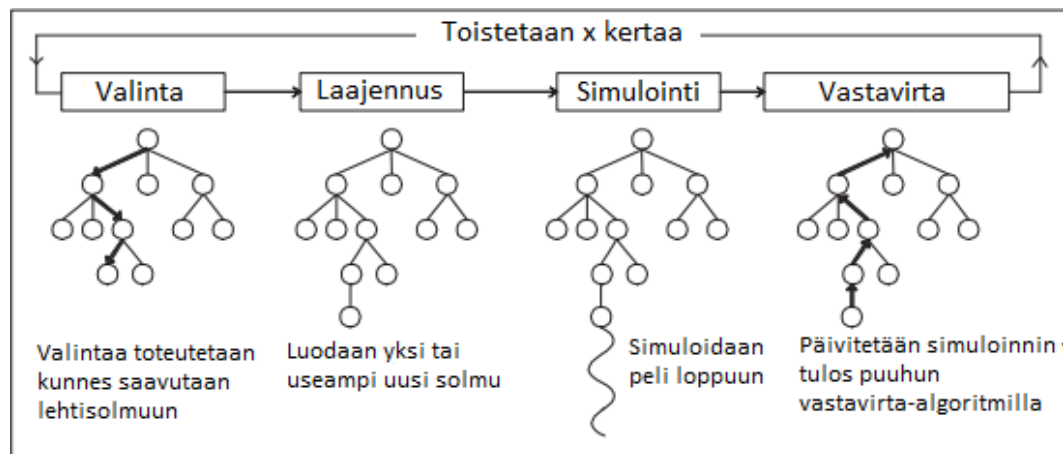 Toistetaan x kertaa
Valinta
Laajennus
Simulointi
Vastavirta
Valintaa toteutetaan
kunnes saavutaan
lehtisolmuun
Luodaan yksi tai
useampi uusi solmu
Simuloidaan
peli loppuun
Päivitetään simuloinnin
tulos puuhun
vastavirta-algoritmilla